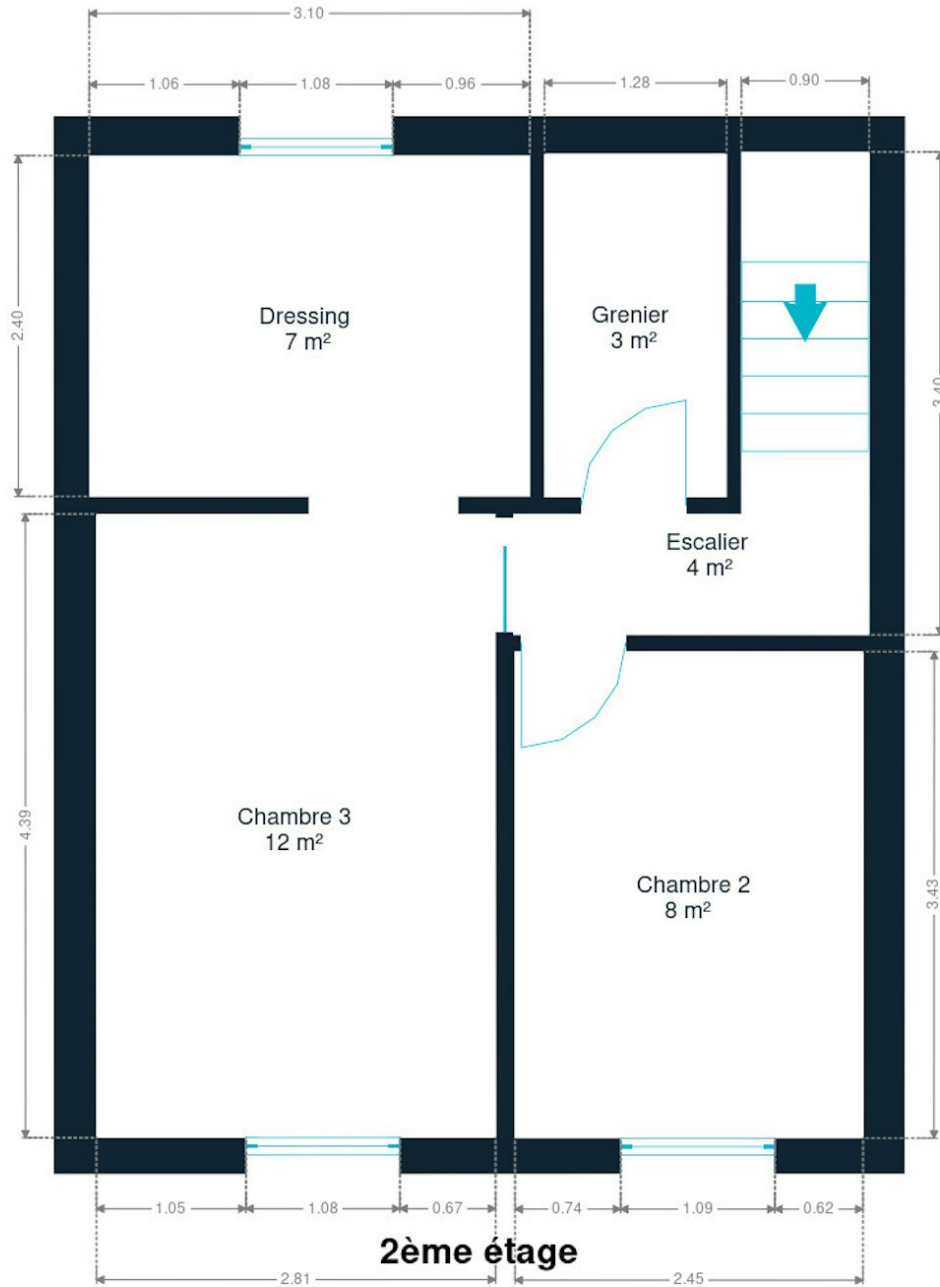 3.10
1.06
1.08
0.96
1.28
0.90
2.40
3.40
Dressing
7 m²
Grenier
3 m²
Escalier
4 m²
4.39
3.43
Chambre 3
12 m²
Chambre 2
8 m²
1.05
1.08
0.67
0.74
1.09
0.62
2ème étage
2.81
2.45